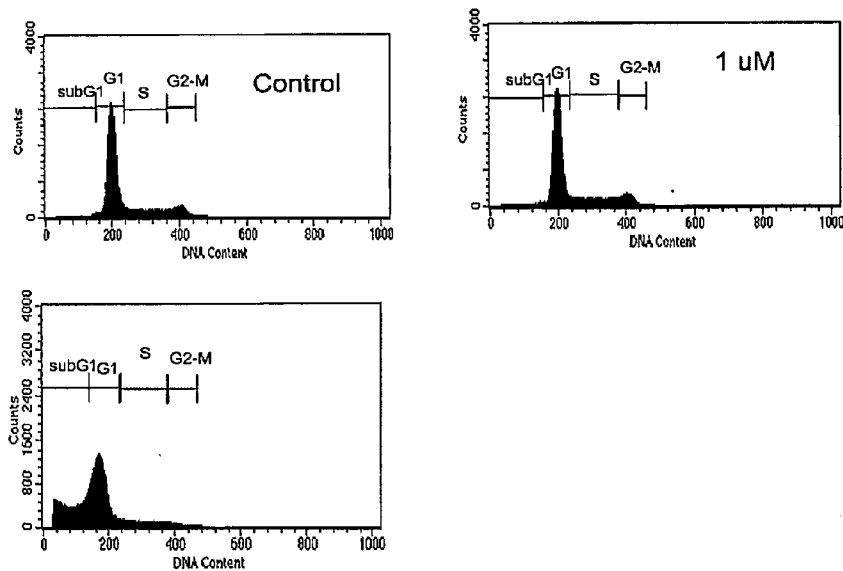 4000
subG1 G1 S G2-M
Control
Counts
0
0 200 400 600 800 1000
DNA Content
4000
subG1 G1 S G2-M
1 uM
Counts
0
0 200 400 600 800 1000
DNA Content
4000
3200
subG1 G1 S G2-M
2400
Counts
1600
800
0
0 200 400 600 800 1000
DNA Content